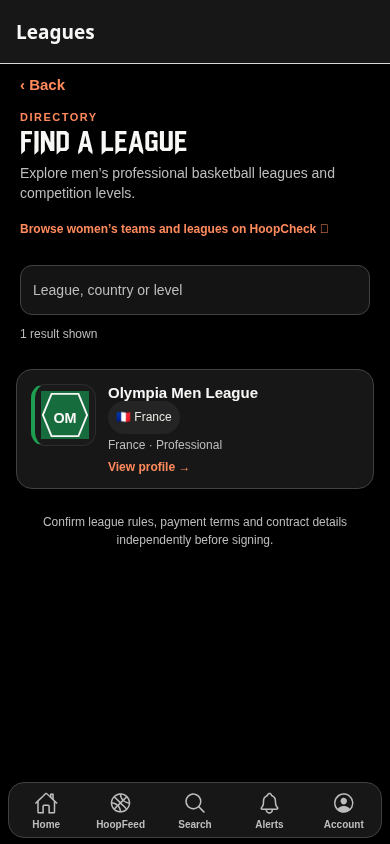 Leagues
‹ Back
DIRECTORY
FIND A LEAGUE
Explore men’s professional basketball leagues and
competition levels.
Browse women’s teams and leagues on HoopCheck
League, country or level
1 result shown
OM
Olympia Men League
🇫🇷 France
France · Professional
View profile →
Confirm league rules, payment terms and contract details
independently before signing.
Home
HoopFeed
Search
Alerts
Account